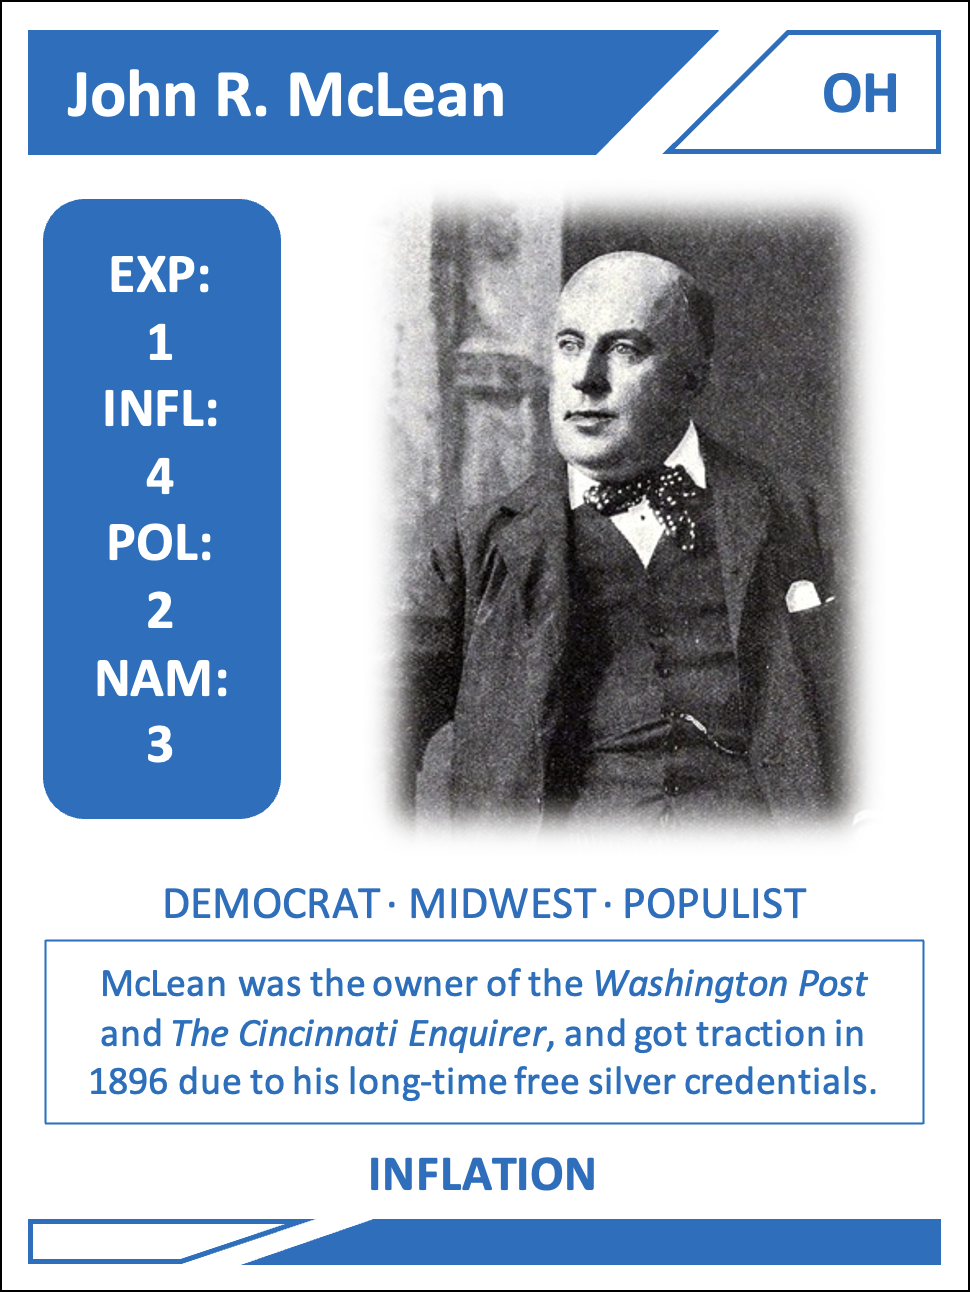 John R. McLean
OH
EXP:
1
INFL:
4
POL:
2
NAM:
3
DEMOCRAT · MIDWEST · POPULIST
McLean was the owner of the Washington Post
and The Cincinnati Enquirer, and got traction in
1896 due to his long-time free silver credentials.
INFLATION